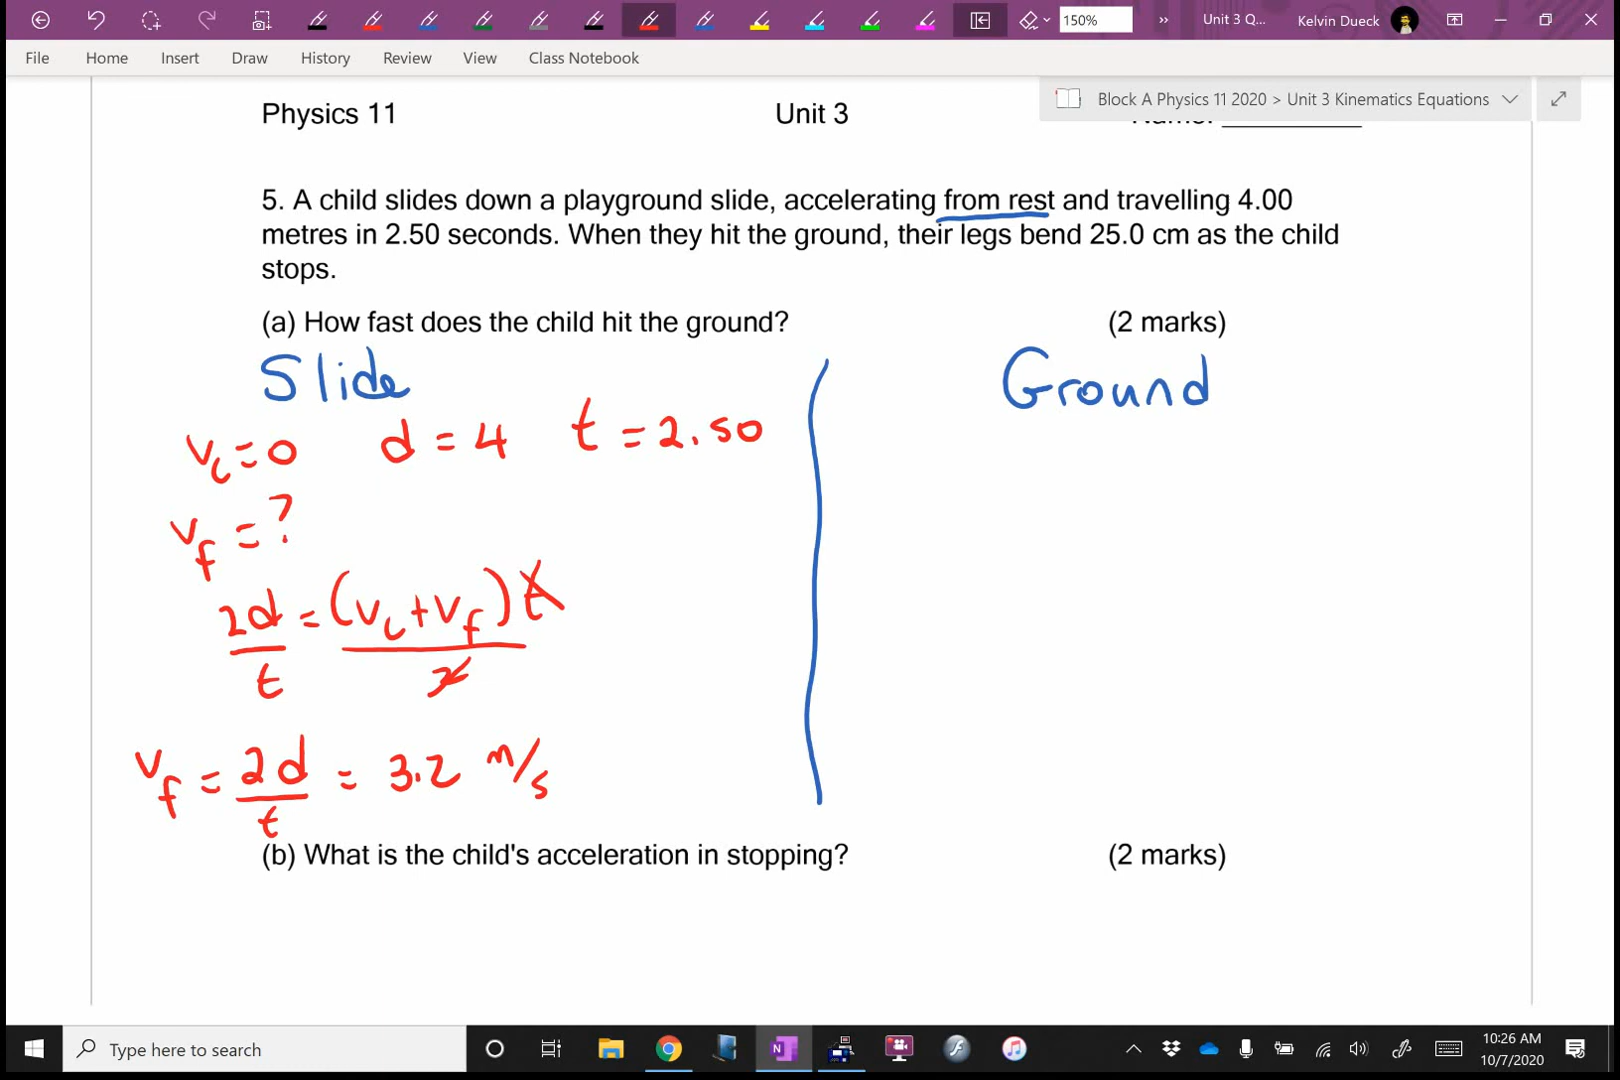 150%
»
Unit 3 Q...
Kelvin Dueck
File Home Insert Draw History Review View Class Notebook
Block A Physics 11 2020 > Unit 3 Kinematics Equations
Physics 11 Unit 3 Name:
5. A child slides down a playground slide, accelerating from rest and travelling 4.00
metres in 2.50 seconds. When they hit the ground, their legs bend 25.0 cm as the child
stops.
(a) How fast does the child hit the ground? (2 marks)
Slide Ground
vi=0 d=4 t=2.50
vf=?
2d/t = (vi+vf)t/2
vf = 2d/t = 3.2 m/s
(b) What is the child's acceleration in stopping? (2 marks)
Type here to search
10:26 AM
10/7/2020